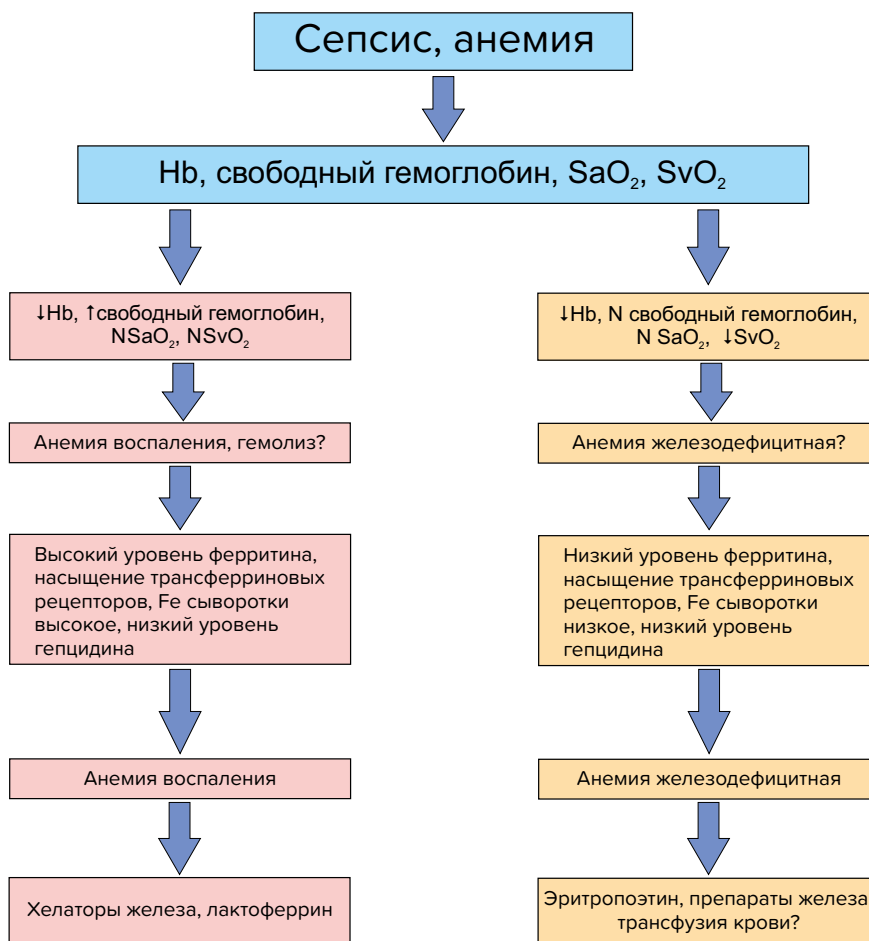 Сепсис, анемия
Hb, свободный гемоглобин, SaO₂, SvO₂
↓Hb, ↑свободный гемоглобин,
NSaO₂, NSvO₂
Анемия воспаления, гемолиз?
Высокий уровень ферритина,
насыщение трансферриновых
рецепторов, Fe сыворотки
высокое, низкий уровень
гепцидина
Анемия воспаления
Хелаторы железа, лактоферрин
↓Hb, N свободный гемоглобин,
N SaO₂, ↓SvO₂
Анемия железодефицитная?
Низкий уровень ферритина,
насыщение трансферриновых
рецепторов, Fe сыворотки
низкое, низкий уровень
гепцидина
Анемия железодефицитная
Эритропоэтин, препараты железа,
трансфузия крови?